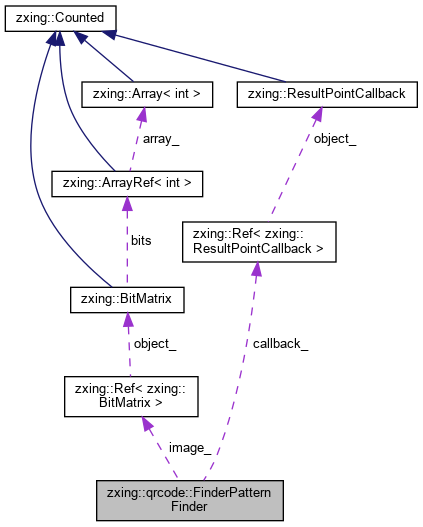 zxing::Counted
zxing::Array< int >
zxing::ResultPointCallback
array_
object_
zxing::ArrayRef< int >
zxing::Ref< zxing::
ResultPointCallback >
bits
zxing::BitMatrix
object_
callback_
zxing::Ref< zxing::
BitMatrix >
image_
zxing::qrcode::FinderPattern
Finder